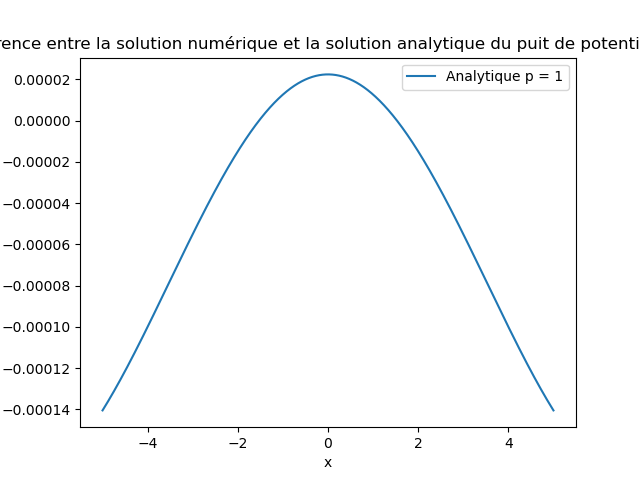 rence entre la solution numérique et la solution analytique du puit de potenti
Analytique p = 1
0.00002
0.00000
−0.00002
−0.00004
−0.00006
−0.00008
−0.00010
−0.00012
−0.00014
−4 −2 0 2 4
x